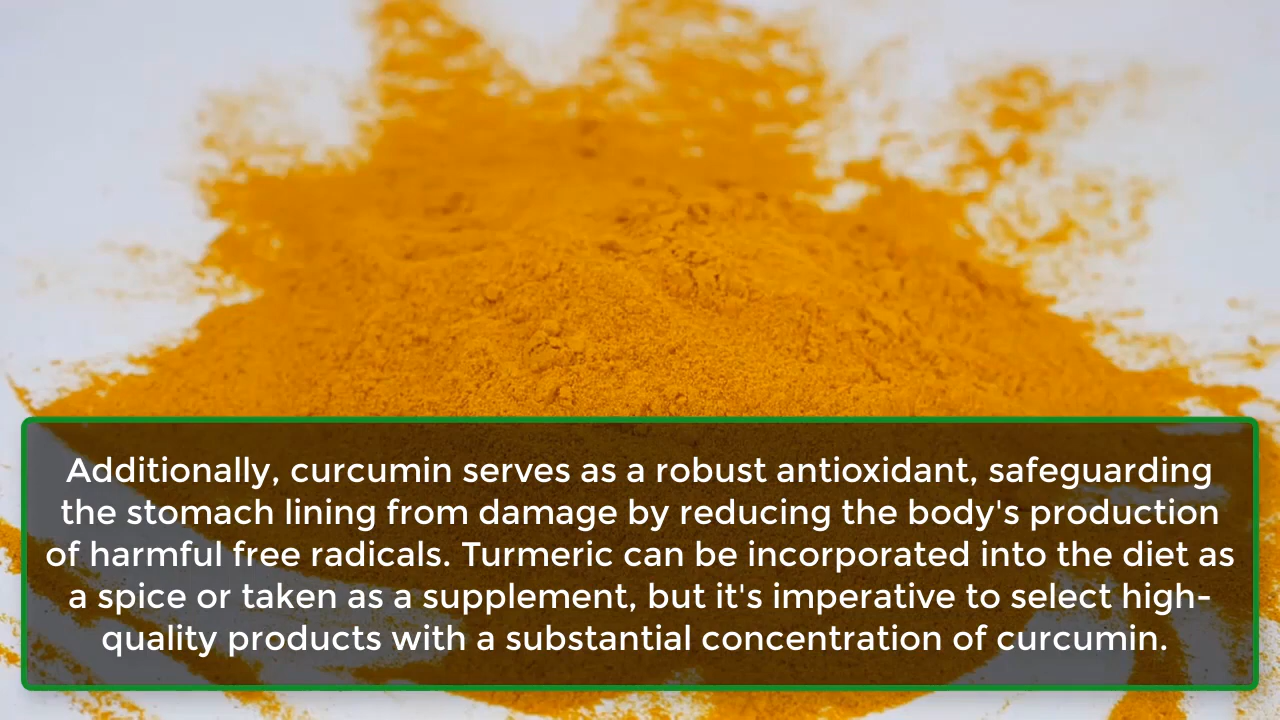 Additionally, curcumin serves as a robust antioxidant, safeguarding
the stomach lining from damage by reducing the body's production
of harmful free radicals. Turmeric can be incorporated into the diet as
a spice or taken as a supplement, but it's imperative to select high-
quality products with a substantial concentration of curcumin.